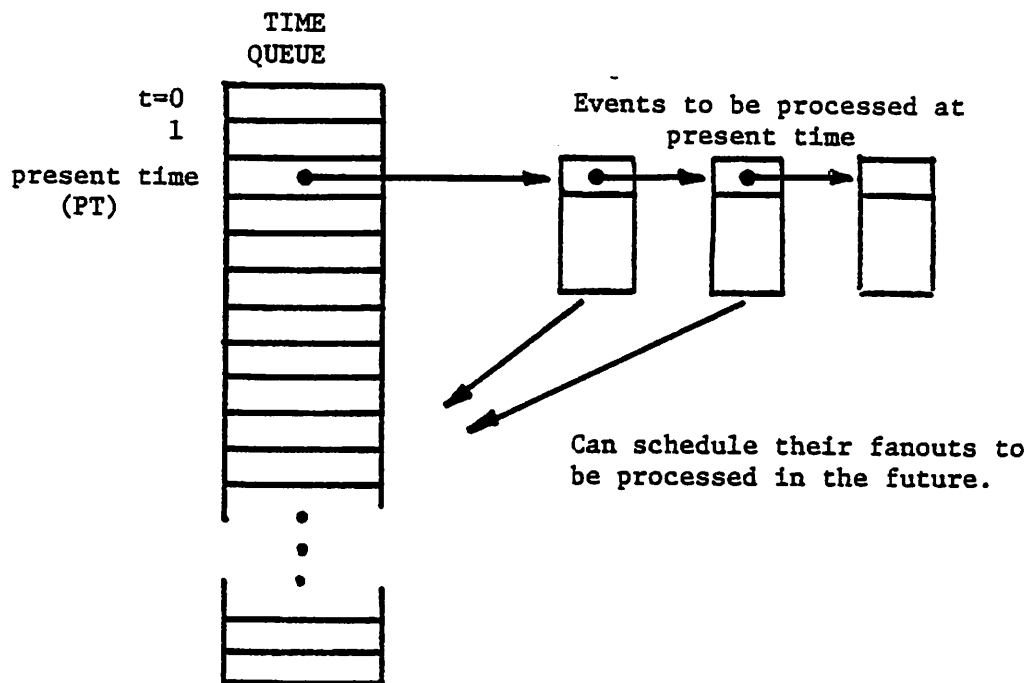 TIME
QUEUE
t=0
1
present time
(PT)
Events to be processed at
present time
Can schedule their fanouts to
be processed in the future.